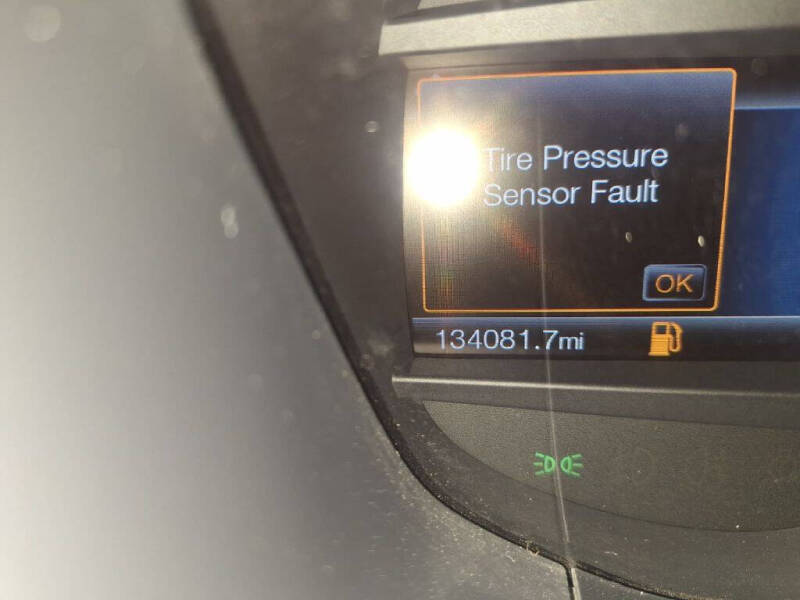 Tire Pressure
Sensor Fault
OK
134081.7mi